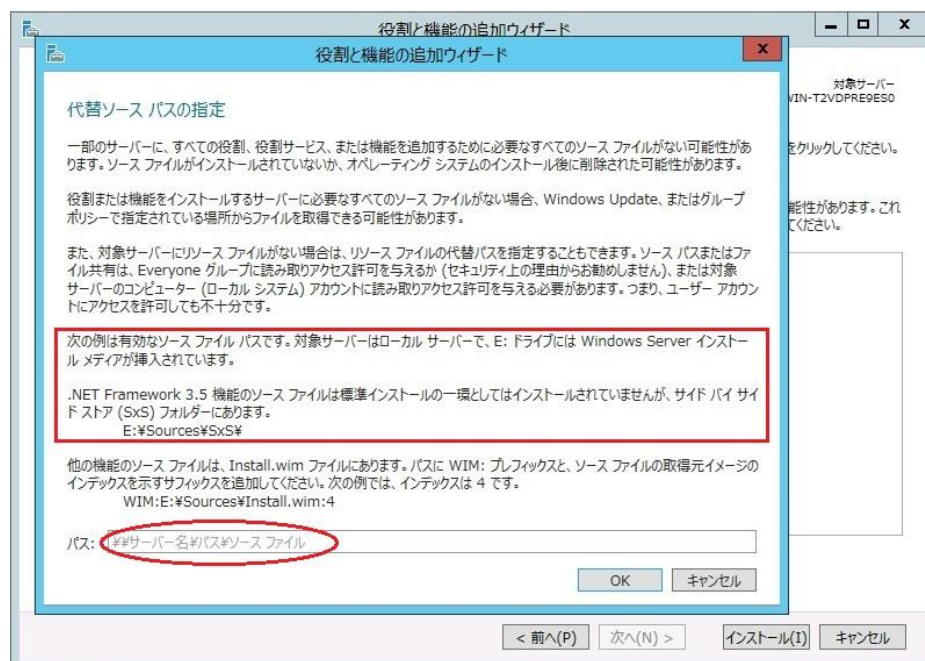 役割と機能の追加ウィザード
役割と機能の追加ウィザード
対象サーバー
WIN-T2VDPRE9ES0
代替ソース パスの指定
一部のサーバーに、すべての役割、役割サービス、または機能を追加するために必要なすべてのソース ファイルがない可能性があ
ります。ソース ファイルがインストールされていないか、オペレーティング システムのインストール後に削除された可能性があります。
をクリックしてください。
役割または機能をインストールするサーバーに必要なすべてのソース ファイルがない場合、Windows Update、またはグループ
ポリシーで指定されている場所からファイルを取得できる可能性があります。
能性があります。これ
てください。
また、対象サーバーにリソース ファイルがない場合は、リソース ファイルの代替パスを指定することもできます。ソース パスまたはファ
イル共有は、Everyone グループに読み取りアクセス許可を与えるか (セキュリティ上の理由からお勧めしません)、または対象
サーバーのコンピューター (ローカル システム) アカウントに読み取りアクセス許可を与える必要があります。つまり、ユーザー アカウン
トにアクセスを許可しても不十分です。
次の例は有効なソース ファイル パスです。対象サーバーはローカル サーバーで、E: ドライブには Windows Server インストー
ル メディアが挿入されています。
.NET Framework 3.5 機能のソース ファイルは標準インストールの一環としてはインストールされていませんが、サイド バイ サイ
ド ストア (SxS) フォルダーにあります。
E:¥Sources¥SxS¥
他の機能のソース ファイルは、Install.wim ファイルにあります。パスに WIM: プレフィックスと、ソース ファイルの取得元イメージの
インデックスを示すサフィックスを追加してください。次の例では、インデックスは 4 です。
WIM:E:¥Sources¥Install.wim:4
パス: ¥¥サーバー名¥パス¥ソース ファイル
OK キャンセル
< 前へ(P) 次へ(N) > インストール(I) キャンセル